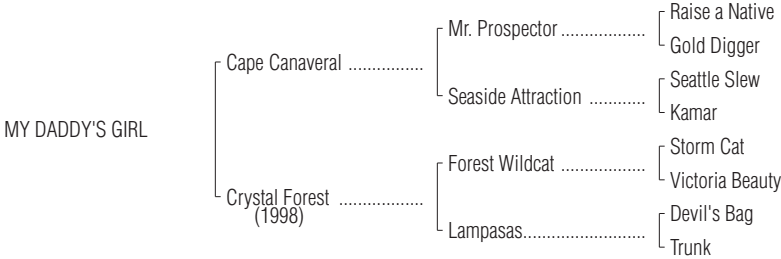 Raise a Native
Mr. Prospector ..................
Gold Digger
Cape Canaveral ................
Seattle Slew
Seaside Attraction ............
Kamar
MY DADDY'S GIRL
Storm Cat
Forest Wildcat ..................
Victoria Beauty
Crystal Forest ..................
(1998)
Devil's Bag
Lampasas..........................
Trunk